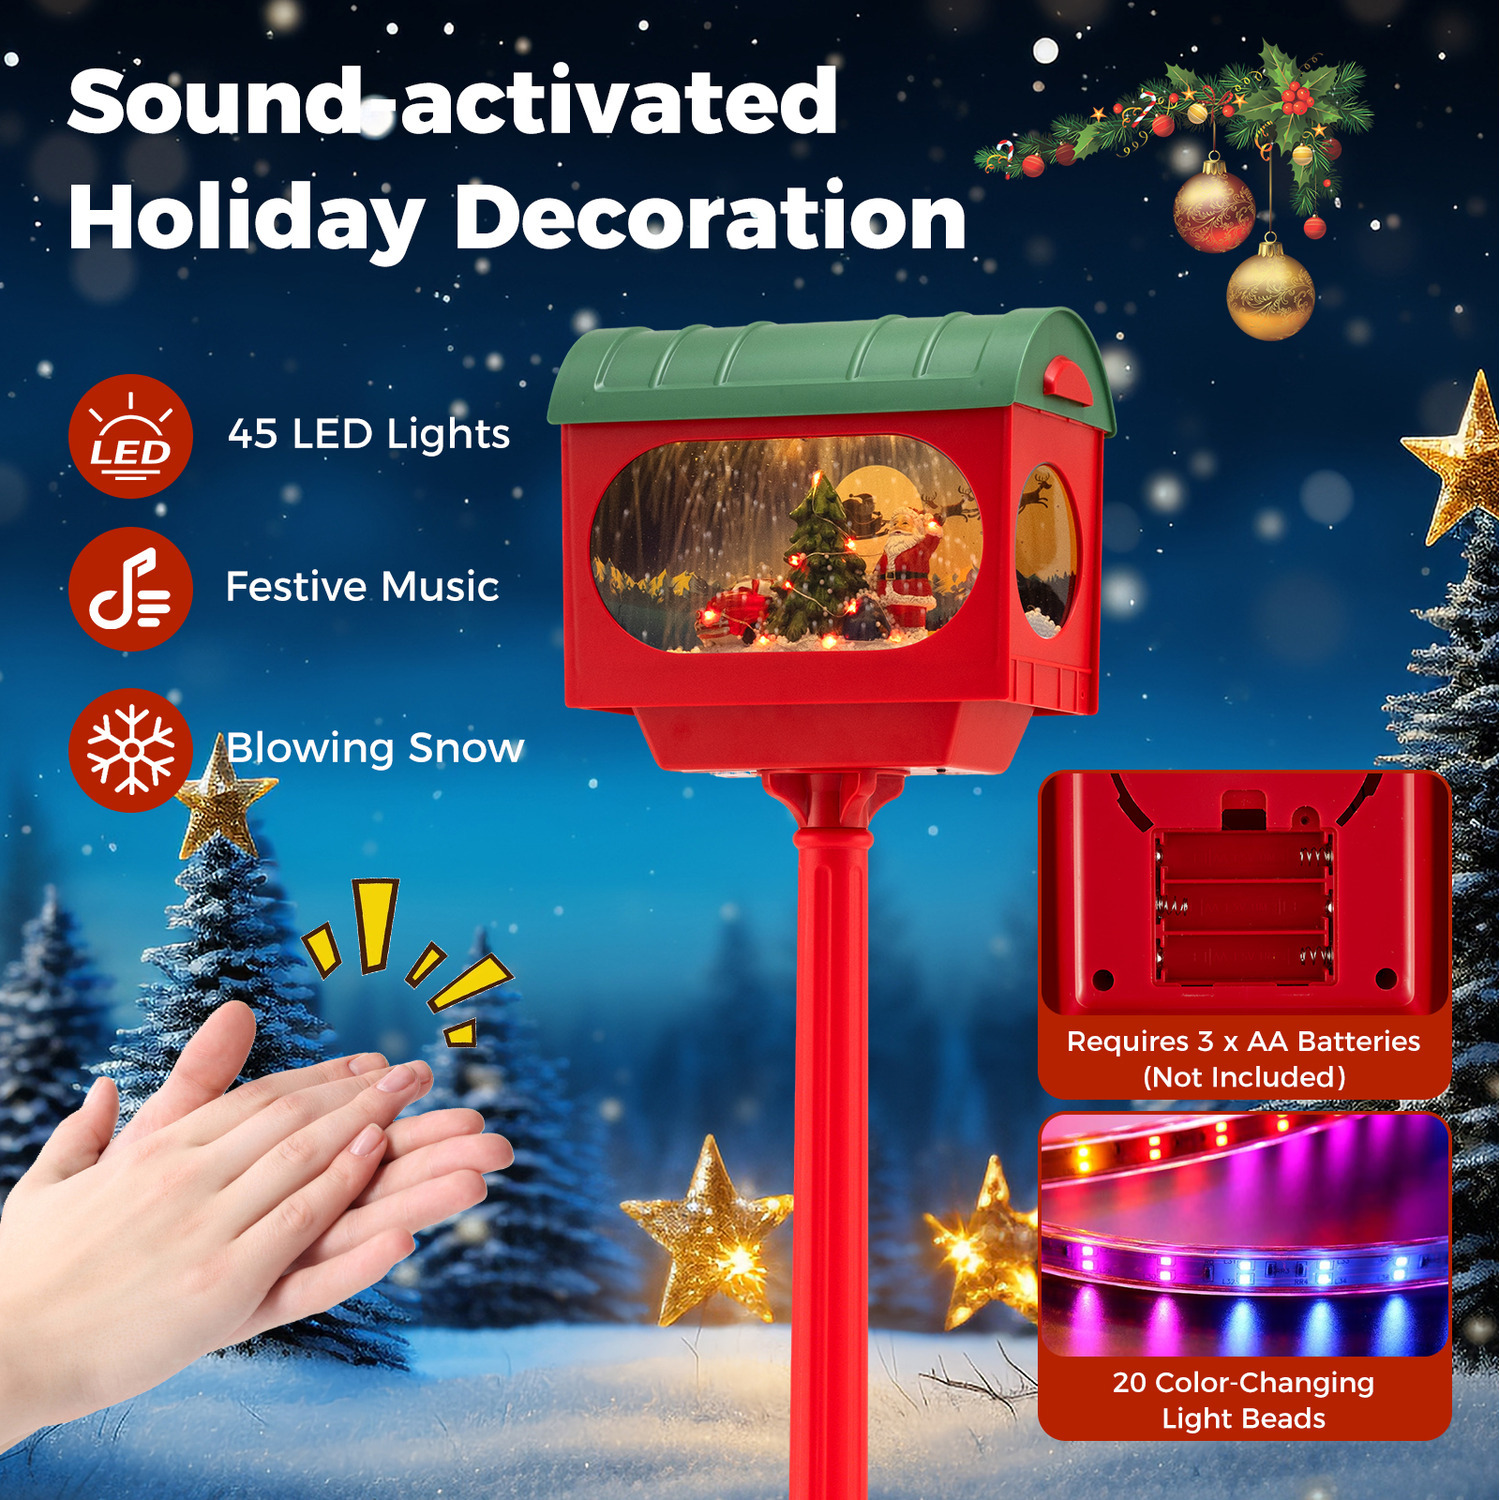 Sound-activated
Holiday Decoration
LED
45 LED Lights
Festive Music
Blowing Snow
Requires 3 x AA Batteries
(Not Included)
20 Color-Changing
Light Beads